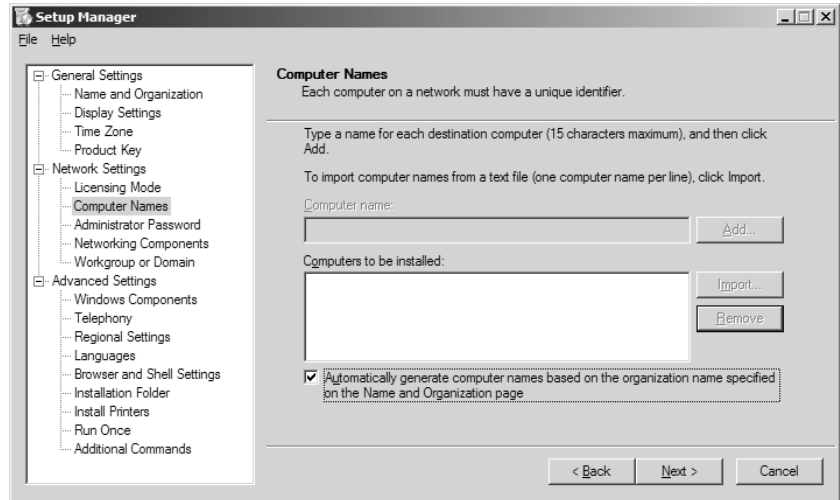 Setup Manager
File Help
General Settings
Name and Organization
Display Settings
Time Zone
Product Key
Network Settings
Licensing Mode
Computer Names
Administrator Password
Networking Components
Workgroup or Domain
Advanced Settings
Windows Components
Telephony
Regional Settings
Languages
Browser and Shell Settings
Installation Folder
Install Printers
Run Once
Additional Commands
Computer Names
Each computer on a network must have a unique identifier.
Type a name for each destination computer (15 characters maximum), and then click
Add.
To import computer names from a text file (one computer name per line), click Import.
Computer name:
Add...
Computers to be installed:
Import...
Remove
Automatically generate computer names based on the organization name specified
on the Name and Organization page
< Back Next > Cancel